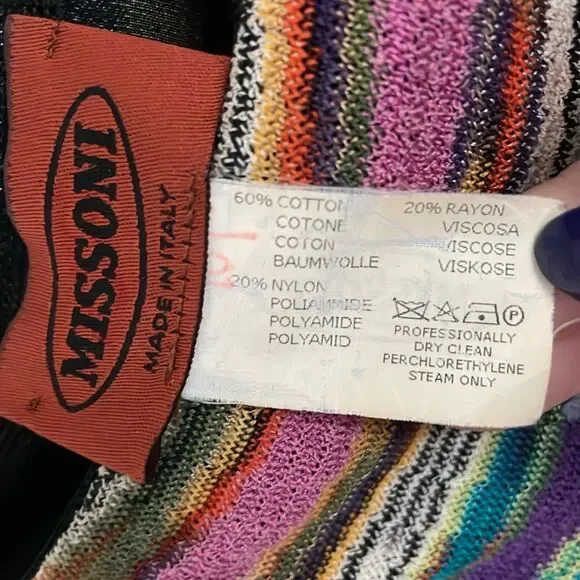 MISSONI
MADE IN ITALY
60% COTTON
COTONE
COTON
BAUMWOLLE
20% NYLON
POLIAMMIDE
POLYAMIDE
POLYAMID
20% RAYON
VISCOSA
VISCOSE
VISKOSE
P
PROFESSIONALLY
DRY CLEAN
PERCHLORETHYLENE
STEAM ONLY